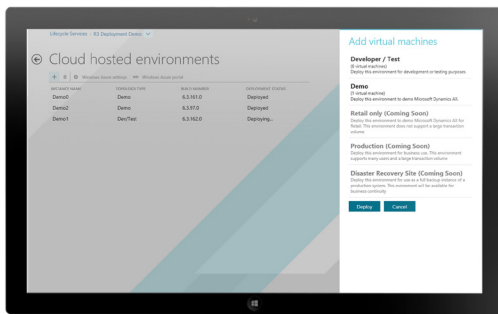 Lifecycle Services › R3 Deployment Demo
Cloud hosted environments
Windows Azure settings Windows Azure portal
INSTANCE NAME TOPOLOGY TYPE BUILD NUMBER DEPLOYMENT STATUS
Demo0 Demo 6.3.161.0 Deployed
Demo2 Demo 6.3.97.0 Deployed
Demo1 Dev/Test 6.3.162.0 Deploying...
Add virtual machines
Developer / Test
(8 virtual machines)
Deploy this environment for development or testing purposes
Demo
(1 virtual machine)
Deploy this environment to demo Microsoft Dynamics AX.
Retail only (Coming Soon)
Deploy this environment to demo Microsoft Dynamics AX for
Retail. This environment does not support a large transaction
volume.
Production (Coming Soon)
Deploy this environment for business use. This environment
supports many users and a large transaction volume
Disaster Recovery Site (Coming Soon)
Deploy this environment for use as a full backup instance of a
production system. This environment will be available for
business continuity
Deploy Cancel